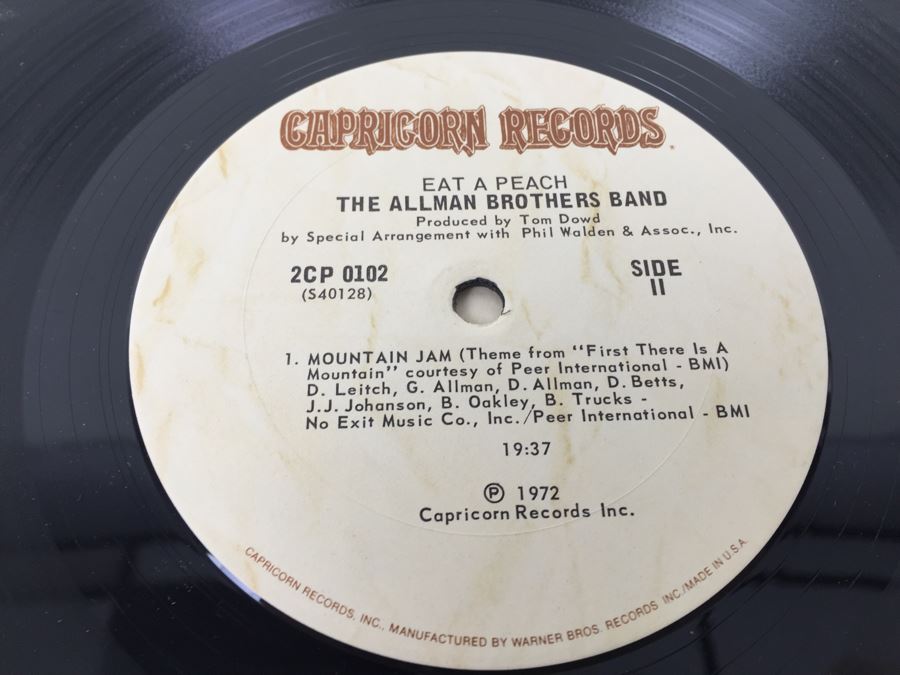 CAPRICORN RECORDS
EAT A PEACH
THE ALLMAN BROTHERS BAND
Produced by Tom Dowd
by Special Arrangement with Phil Walden & Assoc., Inc.
2CP 0102
(S40128)
SIDE
II
1. MOUNTAIN JAM (Theme from "First There Is A
Mountain" courtesy of Peer International - BMI)
D. Leitch, G. Allman, D. Allman, D. Betts,
J.J. Johanson, B. Oakley, B. Trucks -
No Exit Music Co., Inc./Peer International - BMI
19:37
Ⓟ 1972
Capricorn Records Inc.
CAPRICORN RECORDS, INC., MANUFACTURED BY WARNER BROS. RECORDS INC./MADE IN U.S.A.